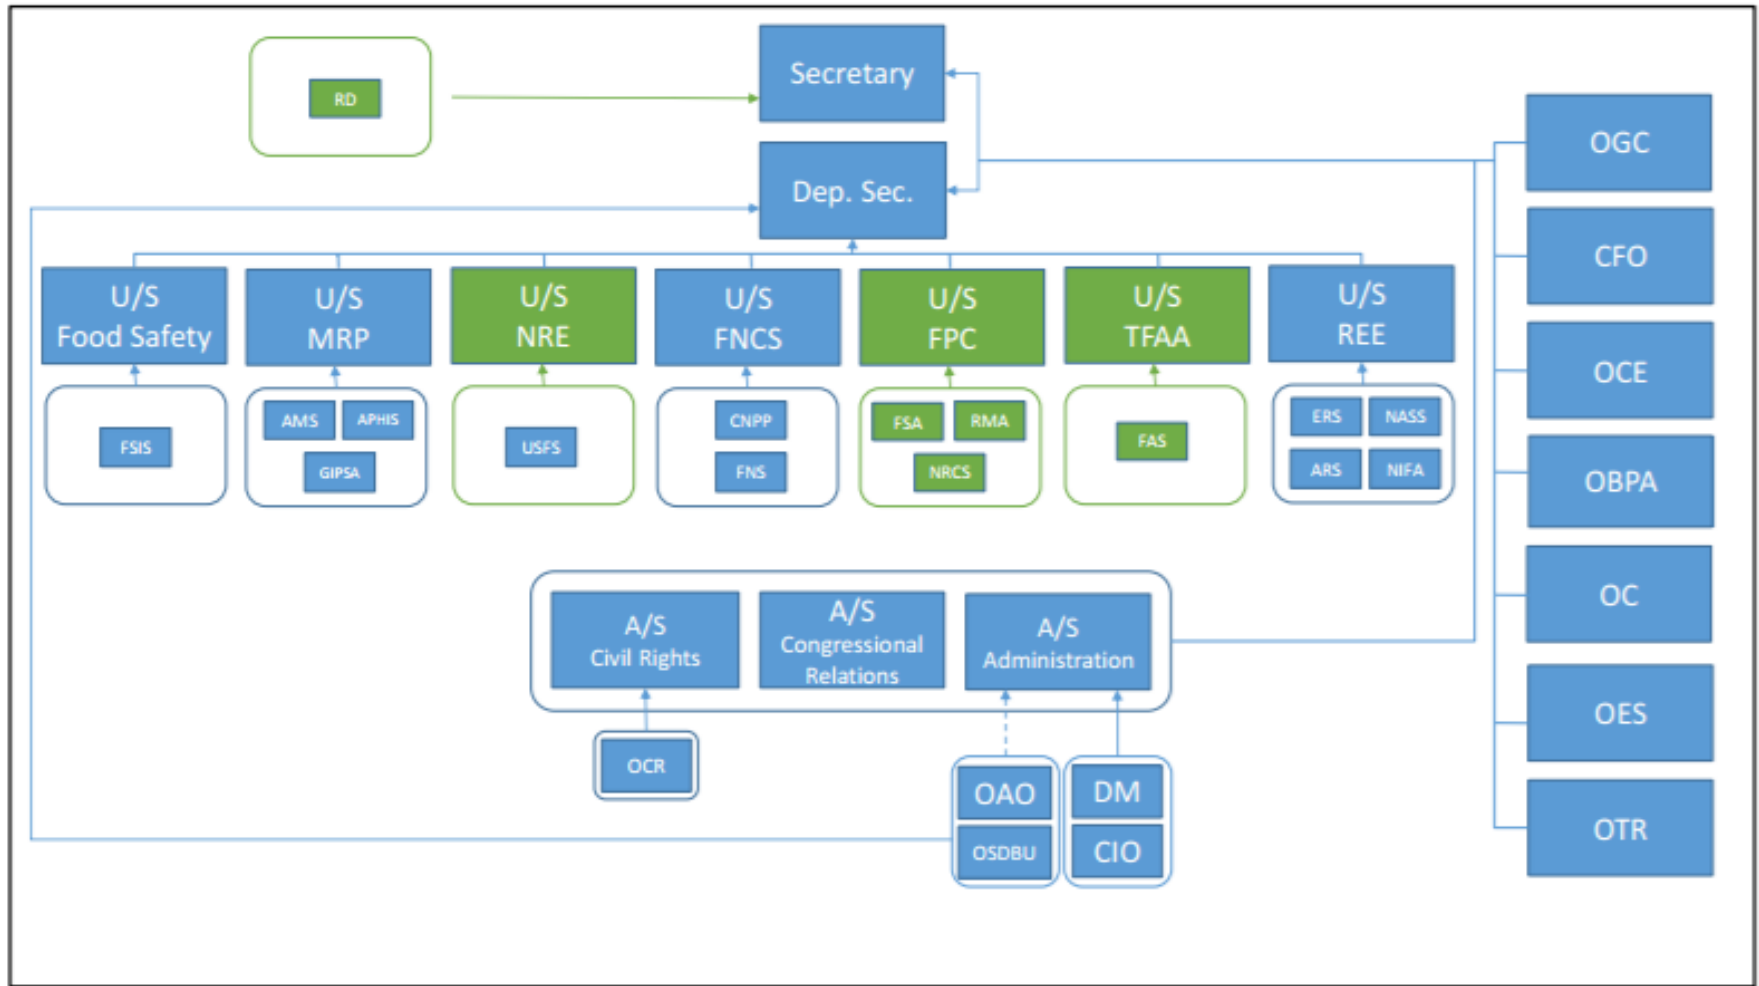 RD
Secretary
Dep. Sec.
U/S
Food Safety
U/S
MRP
U/S
NRE
U/S
FNCS
U/S
FPC
U/S
TFAA
U/S
REE
FSIS
AMS
APHIS
GIPSA
USFS
CNPP
FNS
FSA
RMA
NRCS
FAS
ERS
NASS
ARS
NIFA
A/S
Civil Rights
A/S
Congressional
Relations
A/S
Administration
OCR
OAO
OSDBU
DM
CIO
OGC
CFO
OCE
OBPA
OC
OES
OTR